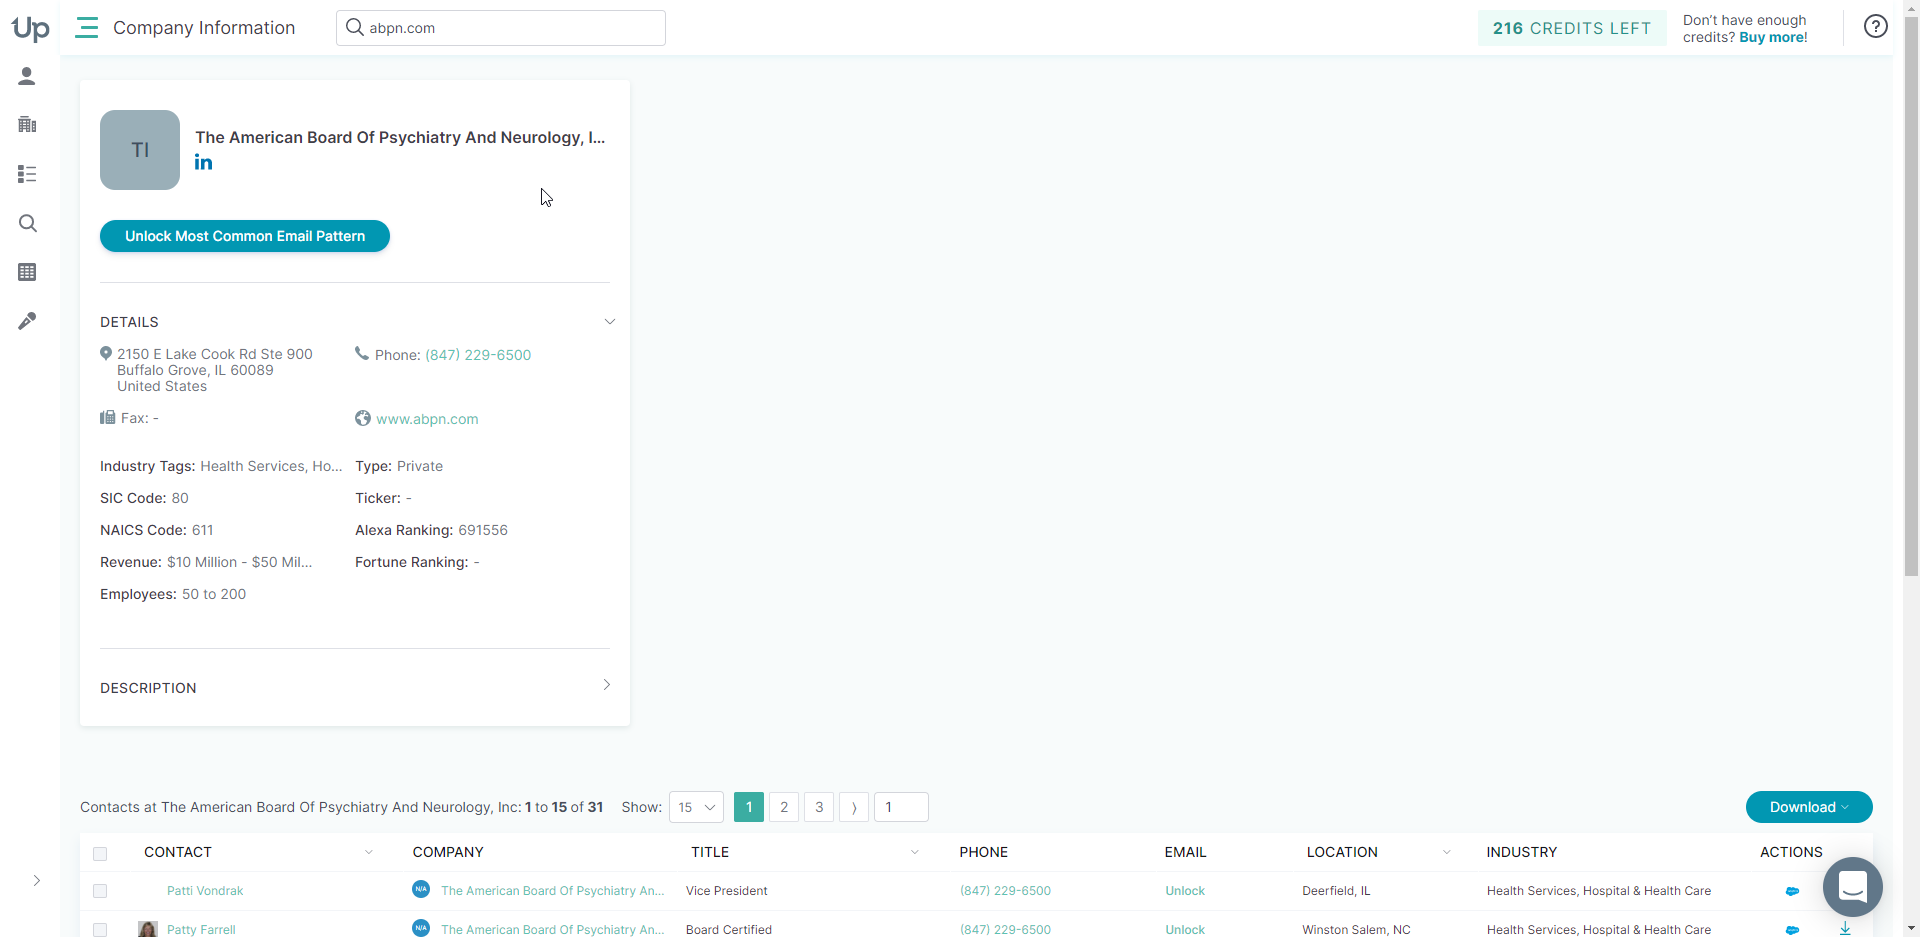 Up
Company Information
abpn.com
216 CREDITS LEFT
Don't have enough
credits? Buy more!
?
TI
The American Board Of Psychiatry And Neurology, I...
in
Unlock Most Common Email Pattern
DETAILS
2150 E Lake Cook Rd Ste 900
Buffalo Grove, IL 60089
United States
Phone: (847) 229-6500
Fax: -
www.abpn.com
Industry Tags: Health Services, Ho...
Type: Private
SIC Code: 80
Ticker: -
NAICS Code: 611
Alexa Ranking: 691556
Revenue: $10 Million - $50 Mil...
Fortune Ranking: -
Employees: 50 to 200
DESCRIPTION
Contacts at The American Board Of Psychiatry And Neurology, Inc: 1 to 15 of 31 Show: 15 1 2 3 ⟩ 1
Download
CONTACT COMPANY TITLE PHONE EMAIL LOCATION INDUSTRY ACTIONS
Patti Vondrak N/A The American Board Of Psychiatry An... Vice President (847) 229-6500 Unlock Deerfield, IL Health Services, Hospital & Health Care
Patty Farrell N/A The American Board Of Psychiatry An... Board Certified (847) 229-6500 Unlock Winston Salem, NC Health Services, Hospital & Health Care